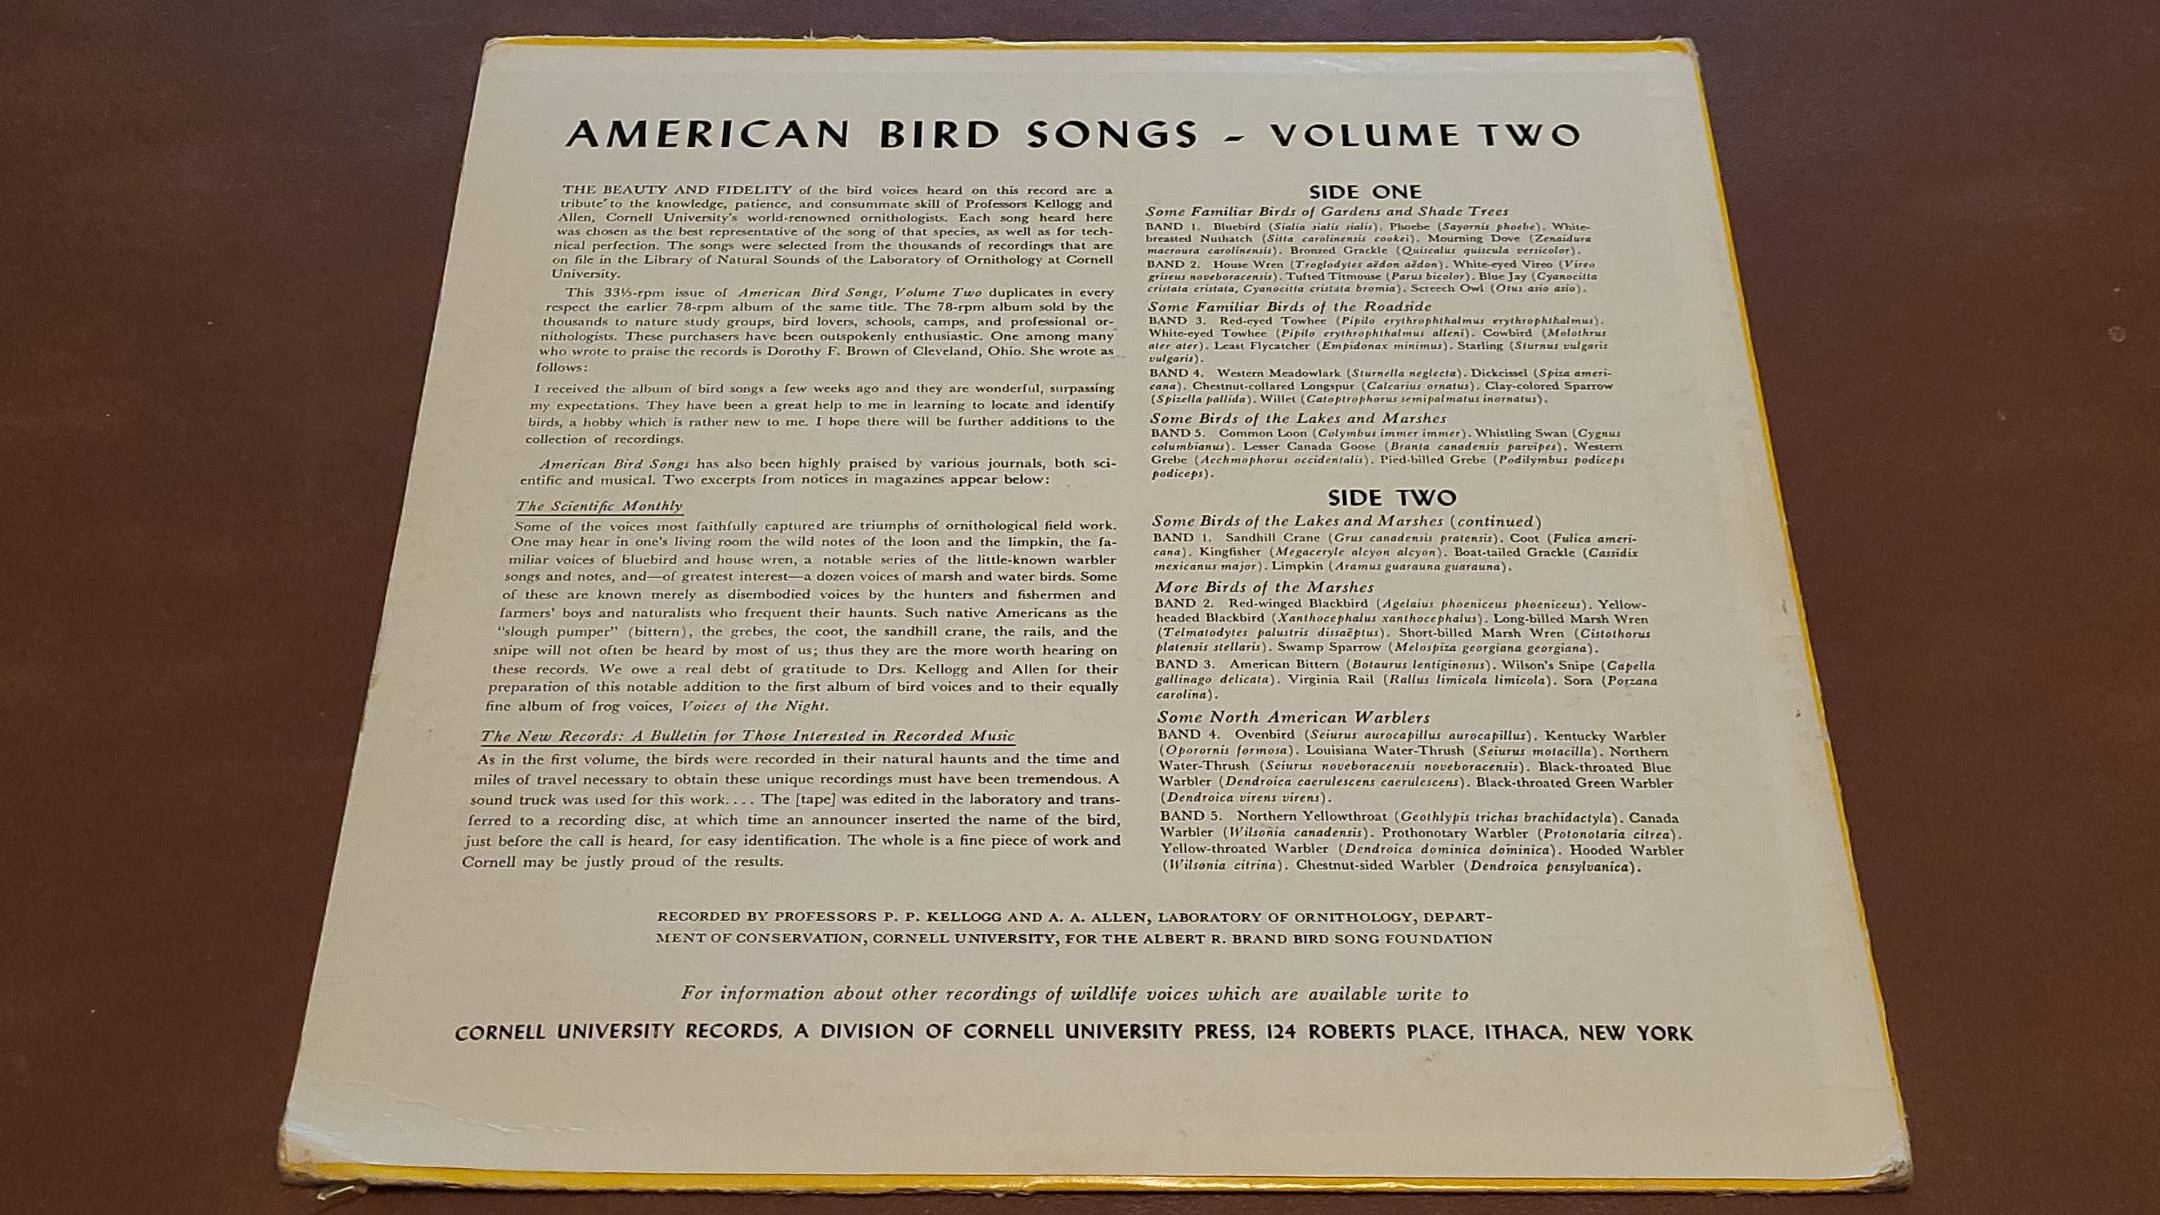 AMERICAN BIRD SONGS - VOLUME TWO
THE BEAUTY AND FIDELITY of the bird voices heard on this record are a
tribute to the knowledge, patience, and consummate skill of Professors Kellogg and
Allen, Cornell University's world-renowned ornithologists. Each song heard here
was chosen as the best representative of the song of that species, as well as for tech-
nical perfection. The songs were selected from the thousands of recordings that are
on file in the Library of Natural Sounds of the Laboratory of Ornithology at Cornell
University.
This 33⅓-rpm issue of American Bird Songs, Volume Two duplicates in every
respect the earlier 78-rpm album of the same title. The 78-rpm album sold by the
thousands to nature study groups, bird lovers, schools, camps, and professional or-
nithologists. These purchasers have been outspokenly enthusiastic. One among many
who wrote to praise the records is Dorothy F. Brown of Cleveland, Ohio. She wrote as
follows:
I received the album of bird songs a few weeks ago and they are wonderful, surpassing
my expectations. They have been a great help to me in learning to locate and identify
birds, a hobby which is rather new to me. I hope there will be further additions to the
collection of recordings.
American Bird Songs has also been highly praised by various journals, both sci-
entific and musical. Two excerpts from notices in magazines appear below:
The Scientific Monthly
Some of the voices most faithfully captured are triumphs of ornithological field work.
One may hear in one's living room the wild notes of the loon and the limpkin, the fa-
miliar voices of bluebird and house wren, a notable series of the little-known warbler
songs and notes, and—of greatest interest—a dozen voices of marsh and water birds. Some
of these are known merely as disembodied voices by the hunters and fishermen and
farmers' boys and naturalists who frequent their haunts. Such native Americans as the
"slough pumper" (bittern), the grebes, the coot, the sandhill crane, the rails, and the
snipe will not often be heard by most of us; thus they are the more worth hearing on
these records. We owe a real debt of gratitude to Drs. Kellogg and Allen for their
preparation of this notable addition to the first album of bird voices and to their equally
fine album of frog voices, Voices of the Night.
The New Records: A Bulletin for Those Interested in Recorded Music
As in the first volume, the birds were recorded in their natural haunts and the time and
miles of travel necessary to obtain these unique recordings must have been tremendous. A
sound truck was used for this work.... The [tape] was edited in the laboratory and trans-
ferred to a recording disc, at which time an announcer inserted the name of the bird,
just before the call is heard, for easy identification. The whole is a fine piece of work and
Cornell may be justly proud of the results.
SIDE ONE
Some Familiar Birds of Gardens and Shade Trees
BAND 1. Bluebird (Sialia sialis sialis). Phoebe (Sayornis phoebe). White-
breasted Nuthatch (Sitta carolinensis cookei). Mourning Dove (Zenaidura
macroura carolinensis). Bronzed Grackle (Quiscalus quiscula versicolor).
BAND 2. House Wren (Troglodytes aëdon aëdon). White-eyed Vireo (Vireo
griseus noveboracensis). Tufted Titmouse (Parus bicolor). Blue Jay (Cyanocitta
cristata cristata, Cyanocitta cristata bromia). Screech Owl (Otus asio asio).
Some Familiar Birds of the Roadside
BAND 3. Red-eyed Towhee (Pipilo erythrophthalmus erythrophthalmus).
White-eyed Towhee (Pipilo erythrophthalmus alleni). Cowbird (Molothrus
ater ater). Least Flycatcher (Empidonax minimus). Starling (Sturnus vulgaris
vulgaris).
BAND 4. Western Meadowlark (Sturnella neglecta). Dickcissel (Spiza ameri-
cana). Chestnut-collared Longspur (Calcarius ornatus). Clay-colored Sparrow
(Spizella pallida). Willet (Catoptrophorus semipalmatus inornatus).
Some Birds of the Lakes and Marshes
BAND 5. Common Loon (Colymbus immer immer). Whistling Swan (Cygnus
columbianus). Lesser Canada Goose (Branta canadensis parvipes). Western
Grebe (Aechmophorus occidentalis). Pied-billed Grebe (Podilymbus podiceps
podiceps).
SIDE TWO
Some Birds of the Lakes and Marshes (continued)
BAND 1. Sandhill Crane (Grus canadensis pratensis). Coot (Fulica ameri-
cana). Kingfisher (Megaceryle alcyon alcyon). Boat-tailed Grackle (Cassidix
mexicanus major). Limpkin (Aramus guarauna guarauna).
More Birds of the Marshes
BAND 2. Red-winged Blackbird (Agelaius phoeniceus phoeniceus). Yellow-
headed Blackbird (Xanthocephalus xanthocephalus). Long-billed Marsh Wren
(Telmatodytes palustris dissaëptus). Short-billed Marsh Wren (Cistothorus
platensis stellaris). Swamp Sparrow (Melospiza georgiana georgiana).
BAND 3. American Bittern (Botaurus lentiginosus). Wilson's Snipe (Capella
gallinago delicata). Virginia Rail (Rallus limicola limicola). Sora (Porzana
carolina).
Some North American Warblers
BAND 4. Ovenbird (Seiurus aurocapillus aurocapillus). Kentucky Warbler
(Oporornis formosa). Louisiana Water-Thrush (Seiurus motacilla). Northern
Water-Thrush (Seiurus noveboracensis noveboracensis). Black-throated Blue
Warbler (Dendroica caerulescens caerulescens). Black-throated Green Warbler
(Dendroica virens virens).
BAND 5. Northern Yellowthroat (Geothlypis trichas brachidactyla). Canada
Warbler (Wilsonia canadensis). Prothonotary Warbler (Protonotaria citrea).
Yellow-throated Warbler (Dendroica dominica dominica). Hooded Warbler
(Wilsonia citrina). Chestnut-sided Warbler (Dendroica pensylvanica).
RECORDED BY PROFESSORS P. P. KELLOGG AND A. A. ALLEN, LABORATORY OF ORNITHOLOGY, DEPART-
MENT OF CONSERVATION, CORNELL UNIVERSITY, FOR THE ALBERT R. BRAND BIRD SONG FOUNDATION
For information about other recordings of wildlife voices which are available write to
CORNELL UNIVERSITY RECORDS, A DIVISION OF CORNELL UNIVERSITY PRESS, 124 ROBERTS PLACE, ITHACA, NEW YORK